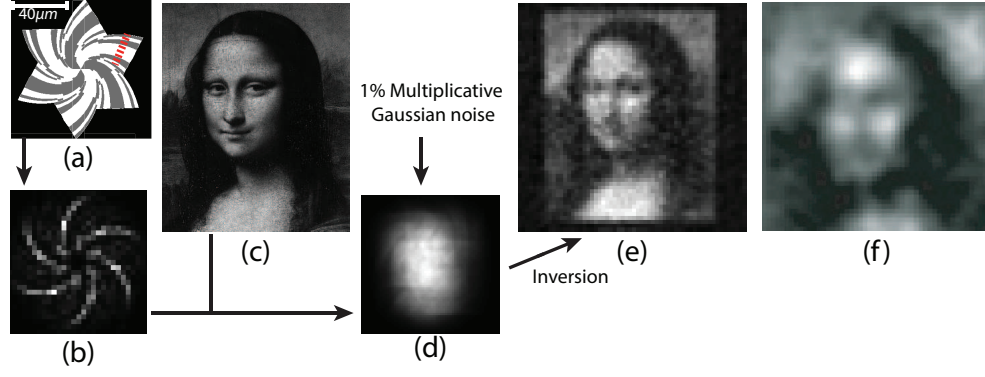 40μm
(a)
(b)
(c)
1% Multiplicative
Gaussian noise
(d)
Inversion
(e)
(f)